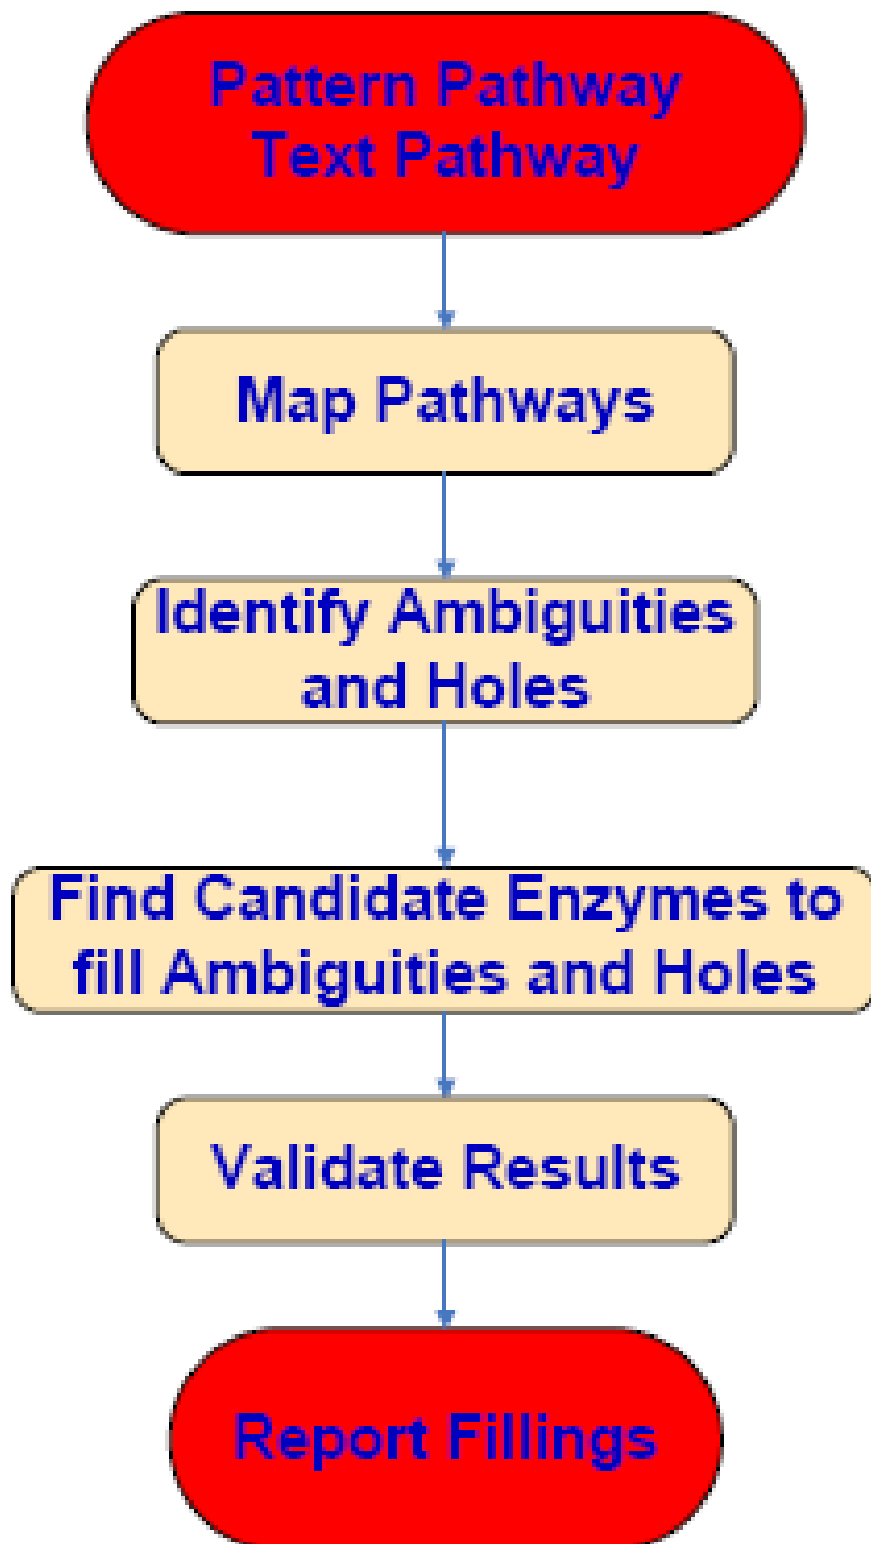 Pattern Pathway
Text Pathway
Map Pathways
Identify Ambiguities
and Holes
Find Candidate Enzymes to
fill Ambiguities and Holes
Validate Results
Report Fillings